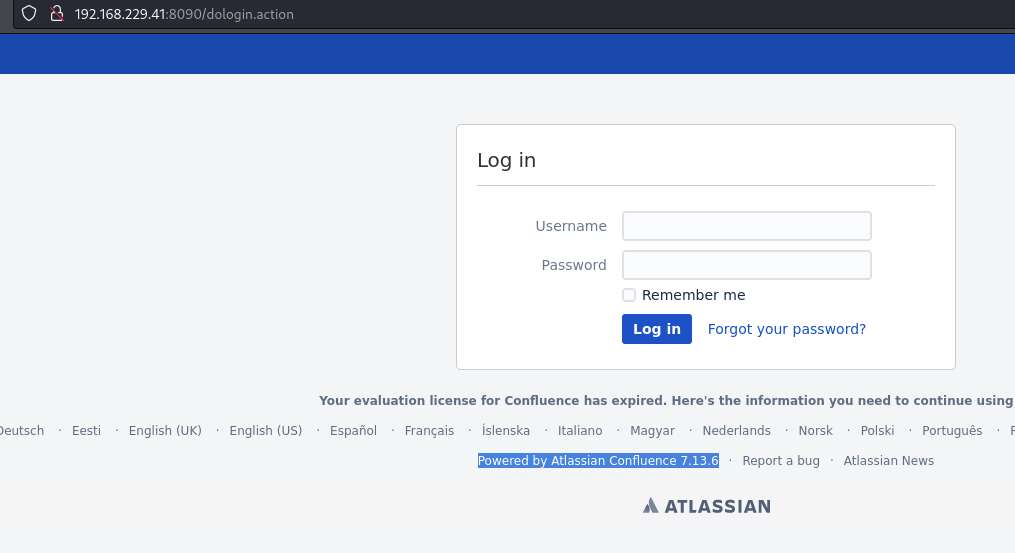 192.168.229.41:8090/dologin.action
Log in
Username
Password
Remember me
Log in Forgot your password?
Your evaluation license for Confluence has expired. Here's the information you need to continue using
Deutsch · Eesti · English (UK) · English (US) · Español · Français · Íslenska · Italiano · Magyar · Nederlands · Norsk · Polski · Português ·
Powered by Atlassian Confluence 7.13.6 · Report a bug · Atlassian News
ATLASSIAN